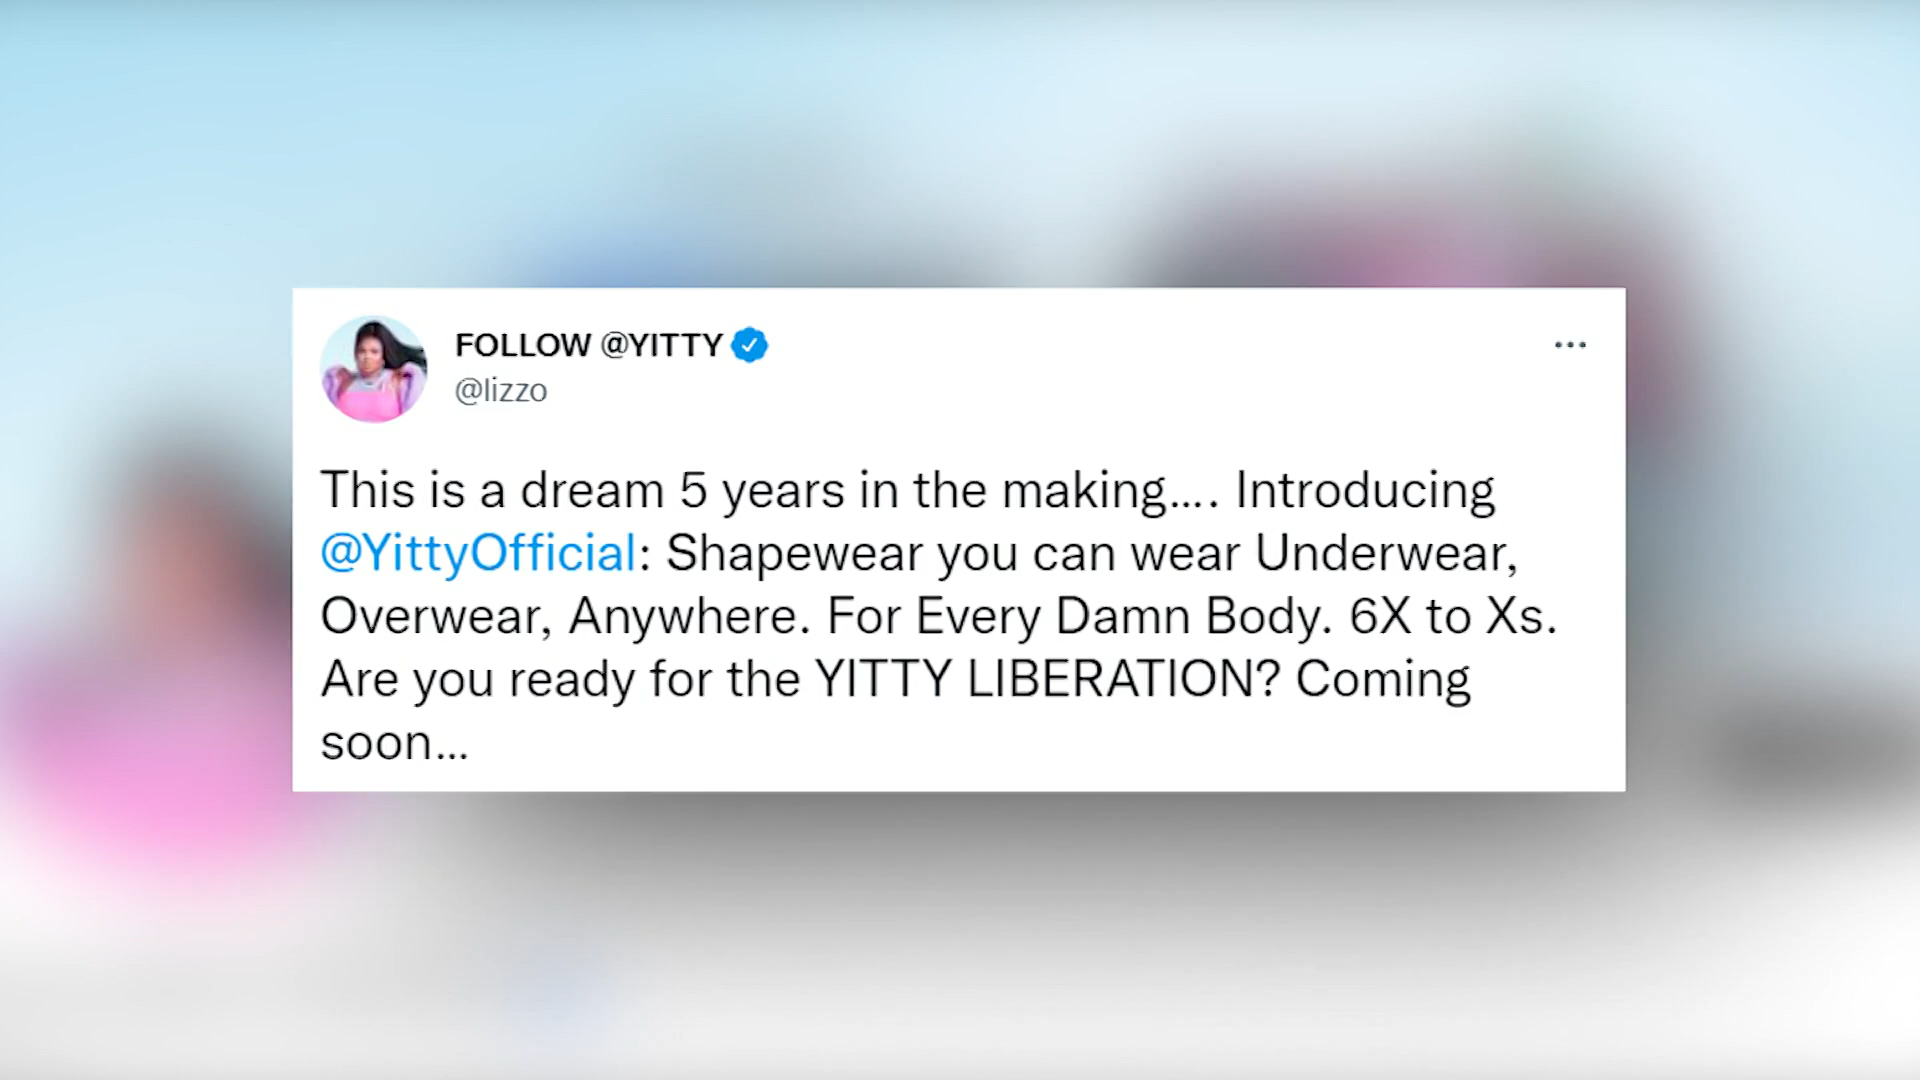 FOLLOW @YITTY
@lizzo
This is a dream 5 years in the making.... Introducing
@YittyOfficial: Shapewear you can wear Underwear,
Overwear, Anywhere. For Every Damn Body. 6X to Xs.
Are you ready for the YITTY LIBERATION? Coming
soon...